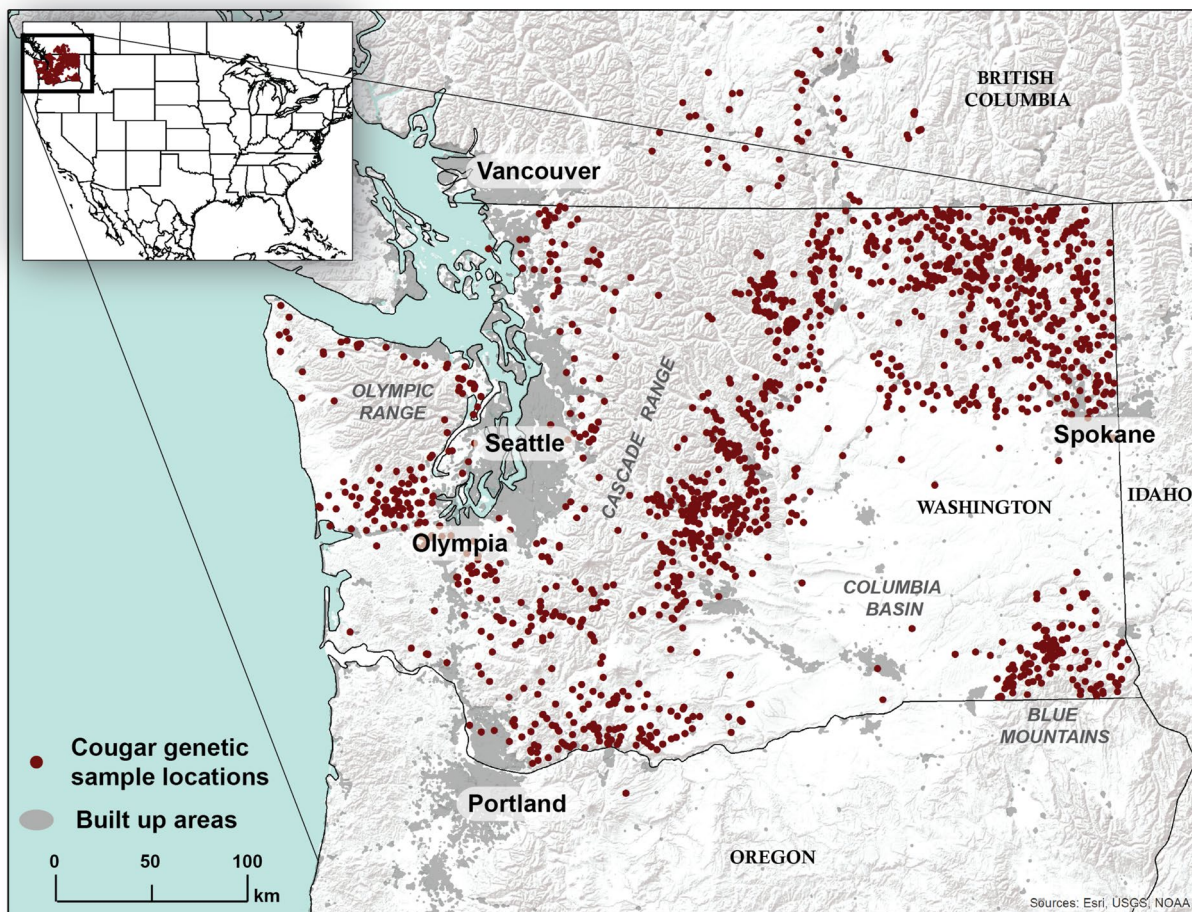 BRITISH
COLUMBIA
Vancouver
OLYMPIC
RANGE
Seattle
CASCADE RANGE
Spokane
WASHINGTON
IDAHO
Olympia
COLUMBIA
BASIN
BLUE
MOUNTAINS
Portland
OREGON
Cougar genetic
sample locations
Built up areas
0 50 100
km
Sources: Esri, USGS, NOAA